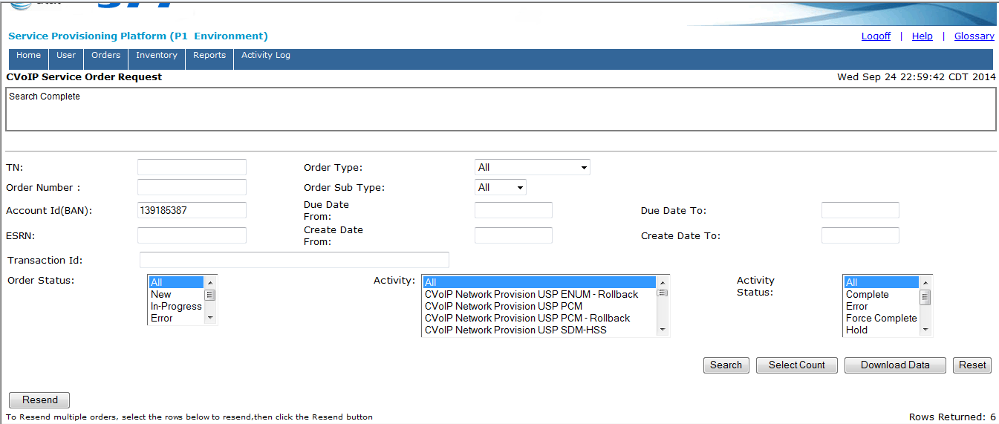 Service Provisioning Platform (P1 Environment)
Logoff | Help | Glossary
Home User Orders Inventory Reports Activity Log
CVoIP Service Order Request
Wed Sep 24 22:59:42 CDT 2014
Search Complete
TN:
Order Type: All
Order Number :
Order Sub Type: All
Account Id(BAN): 139185387
Due Date
From:
Due Date To:
ESRN:
Create Date
From:
Create Date To:
Transaction Id:
Order Status:
All
New
In-Progress
Error
Activity:
All
CVoIP Network Provision USP ENUM - Rollback
CVoIP Network Provision USP PCM
CVoIP Network Provision USP PCM - Rollback
CVoIP Network Provision USP SDM-HSS
Activity
Status:
All
Complete
Error
Force Complete
Hold
Search Select Count Download Data Reset
Resend
To Resend multiple orders, select the rows below to resend,then click the Resend button
Rows Returned: 6